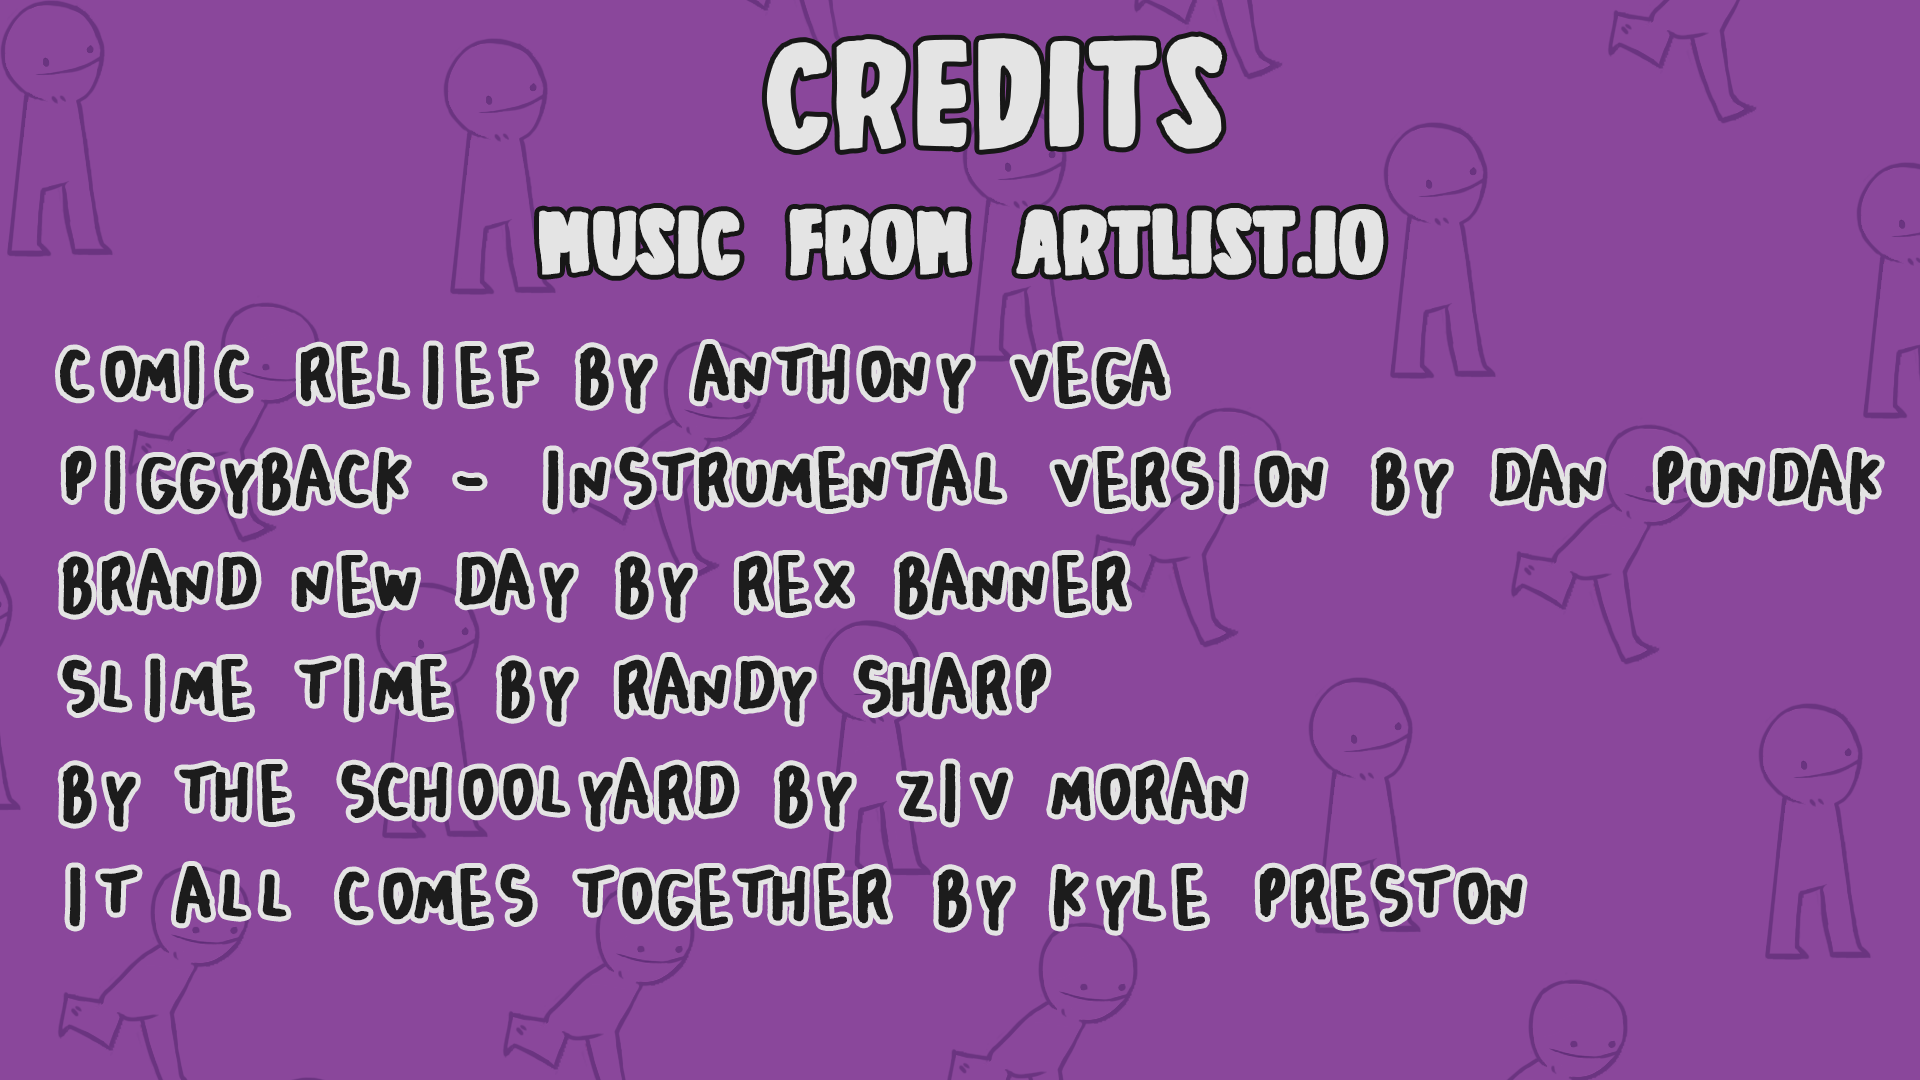 CREDITS
MUSIC FROM ARTLIST.IO
COMIC RELIEF BY ANTHONY VEGA
PIGGYBACK - INSTRUMENTAL VERSION BY DAN PUNDAK
BRAND NEW DAY BY REX BANNER
SLIME TIME BY RANDY SHARP
BY THE SCHOOLYARD BY ZIV MORAN
IT ALL COMES TOGETHER BY KYLE PRESTON